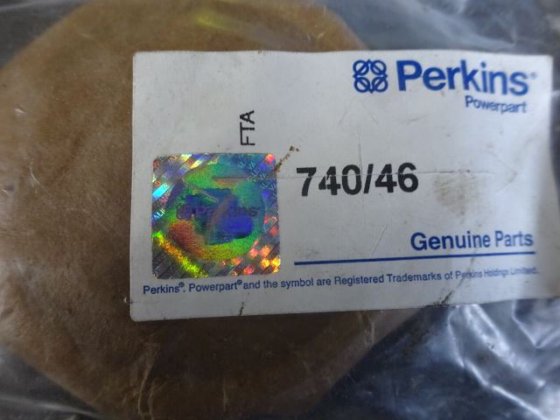 Perkins®
Powerpart
FTA
740/46
Genuine Parts
Perkins®, Powerpart® and the symbol are Registered Trademarks of Perkins Holdings Limited.